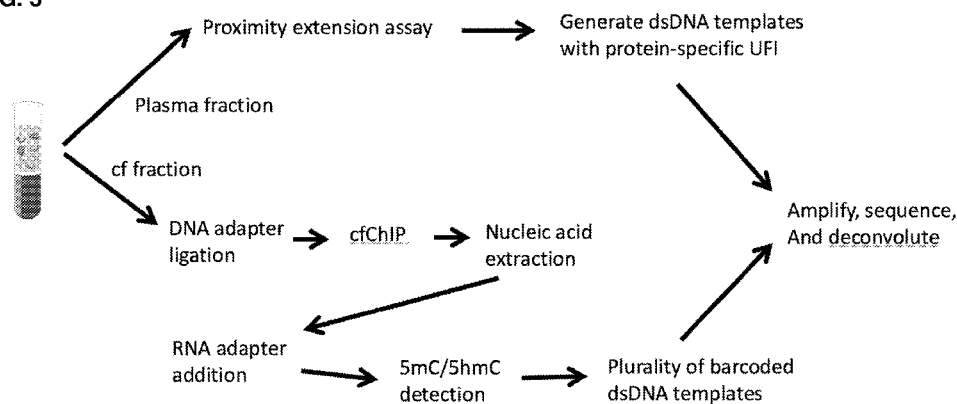 Proximity extension assay
Generate dsDNA templates
with protein-specific UFI
Plasma fraction
cf fraction
DNA adapter
ligation
cfChIP
Nucleic acid
extraction
Amplify, sequence,
And deconvolute
RNA adapter
addition
5mC/5hmC
detection
Plurality of barcoded
dsDNA templates